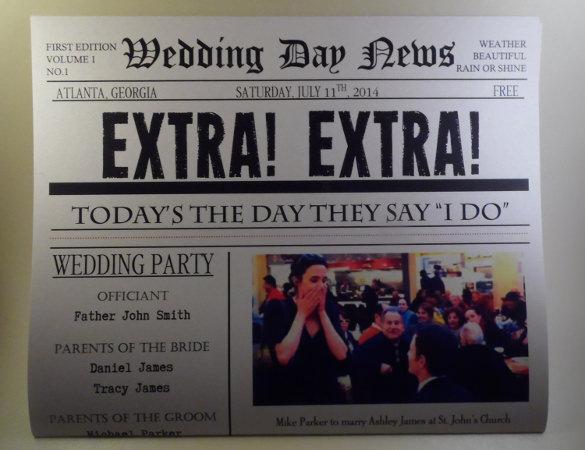 FIRST EDITION
VOLUME 1
NO.1
Wedding Day News
WEATHER
BEAUTIFUL
RAIN OR SHINE
ATLANTA, GEORGIA
SATURDAY, JULY 11TH, 2014
FREE
EXTRA! EXTRA!
TODAY'S THE DAY THEY SAY "I DO"
WEDDING PARTY
OFFICIANT
Father John Smith
PARENTS OF THE BRIDE
Daniel James
Tracy James
PARENTS OF THE GROOM
Michael Parker
Mike Parker to marry Ashley James at St. John's Church